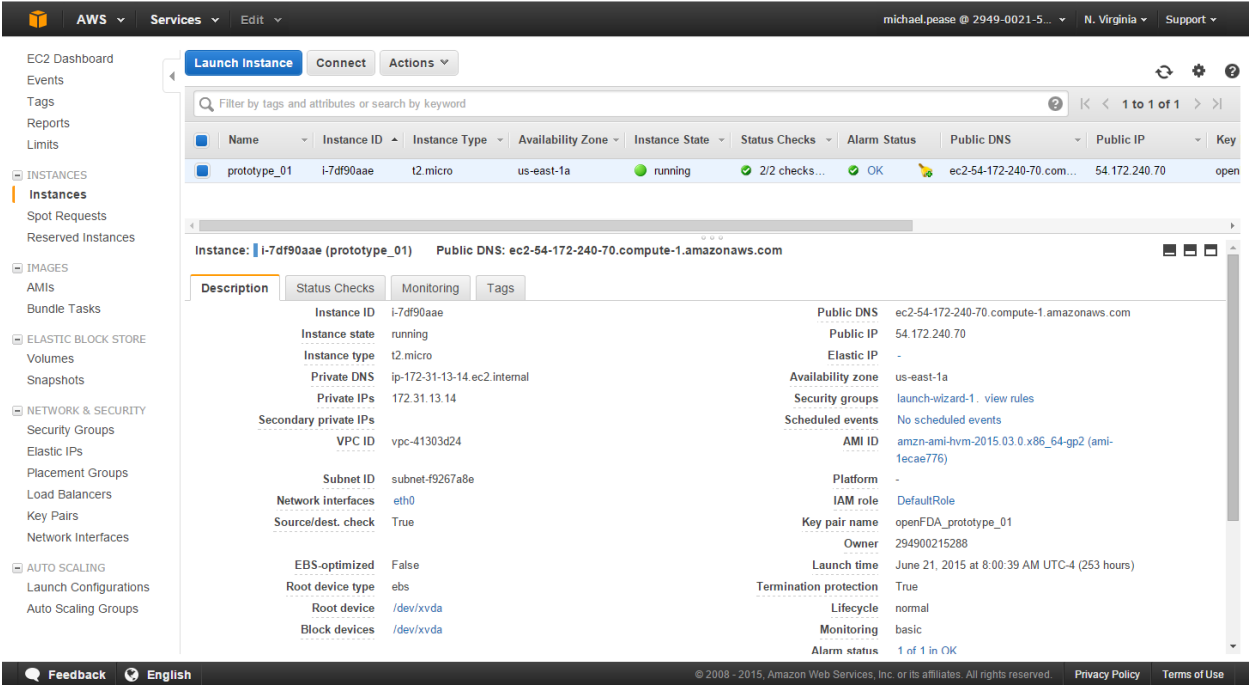 AWS Services Edit michael.pease @ 2949-0021-5... N. Virginia Support
EC2 Dashboard
Events
Tags
Reports
Limits
INSTANCES
Instances
Spot Requests
Reserved Instances
IMAGES
AMIs
Bundle Tasks
ELASTIC BLOCK STORE
Volumes
Snapshots
NETWORK & SECURITY
Security Groups
Elastic IPs
Placement Groups
Load Balancers
Key Pairs
Network Interfaces
AUTO SCALING
Launch Configurations
Auto Scaling Groups
Launch Instance Connect Actions
Filter by tags and attributes or search by keyword 1 to 1 of 1
Name Instance ID Instance Type Availability Zone Instance State Status Checks Alarm Status Public DNS Public IP Key
prototype_01 i-7df90aae t2.micro us-east-1a running 2/2 checks... OK ec2-54-172-240-70.com... 54.172.240.70 open
Instance: i-7df90aae (prototype_01) Public DNS: ec2-54-172-240-70.compute-1.amazonaws.com
Description Status Checks Monitoring Tags
Instance ID i-7df90aae Public DNS ec2-54-172-240-70.compute-1.amazonaws.com
Instance state running Public IP 54.172.240.70
Instance type t2.micro Elastic IP -
Private DNS ip-172-31-13-14.ec2.internal Availability zone us-east-1a
Private IPs 172.31.13.14 Security groups launch-wizard-1. view rules
Secondary private IPs Scheduled events No scheduled events
VPC ID vpc-41303d24 AMI ID amzn-ami-hvm-2015.03.0.x86_64-gp2 (ami-
1ecae776)
Subnet ID subnet-f9267a8e Platform -
Network interfaces eth0 IAM role DefaultRole
Source/dest. check True Key pair name openFDA_prototype_01
Owner 294900215288
EBS-optimized False Launch time June 21, 2015 at 8:00:39 AM UTC-4 (253 hours)
Root device type ebs Termination protection True
Root device /dev/xvda Lifecycle normal
Block devices /dev/xvda Monitoring basic
Alarm status 1 of 1 in OK
Feedback English © 2008 - 2015, Amazon Web Services, Inc. or its affiliates. All rights reserved. Privacy Policy Terms of Use